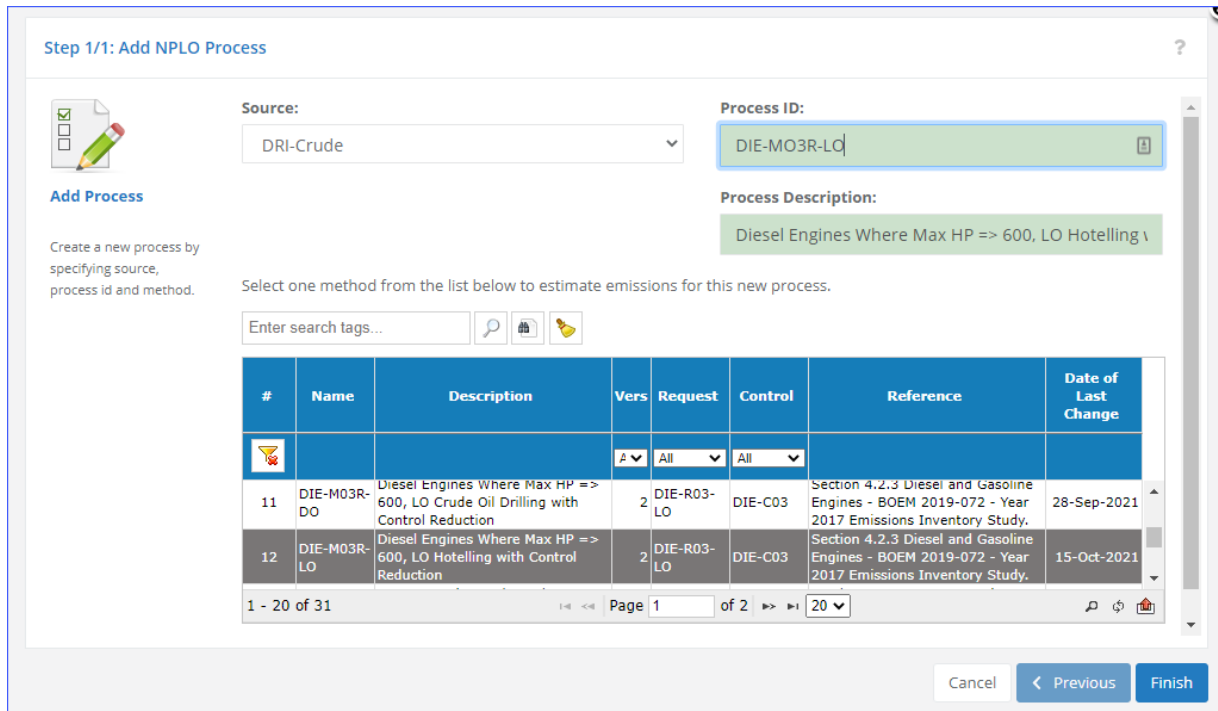 Step 1/1: Add NPLO Process
?
Source:
Process ID:
DRI-Crude
DIE-MO3R-LO
Add Process
Process Description:
Diesel Engines Where Max HP => 600, LO Hotelling
Create a new process by
specifying source,
process id and method.
Select one method from the list below to estimate emissions for this new process.
Enter search tags...
# Name Description Vers Request Control Reference Date of Last Change
All All
11 DIE-M03R-DO Diesel Engines Where Max HP => 600, LO Crude Oil Drilling with Control Reduction 2 DIE-R03-LO DIE-C03 Section 4.2.3 Diesel and Gasoline Engines - BOEM 2019-072 - Year 2017 Emissions Inventory Study. 28-Sep-2021
12 DIE-M03R-LO Diesel Engines Where Max HP => 600, LO Hotelling with Control Reduction 2 DIE-R03-LO DIE-C03 Section 4.2.3 Diesel and Gasoline Engines - BOEM 2019-072 - Year 2017 Emissions Inventory Study. 15-Oct-2021
1 - 20 of 31 Page 1 of 2 20
Cancel Previous Finish